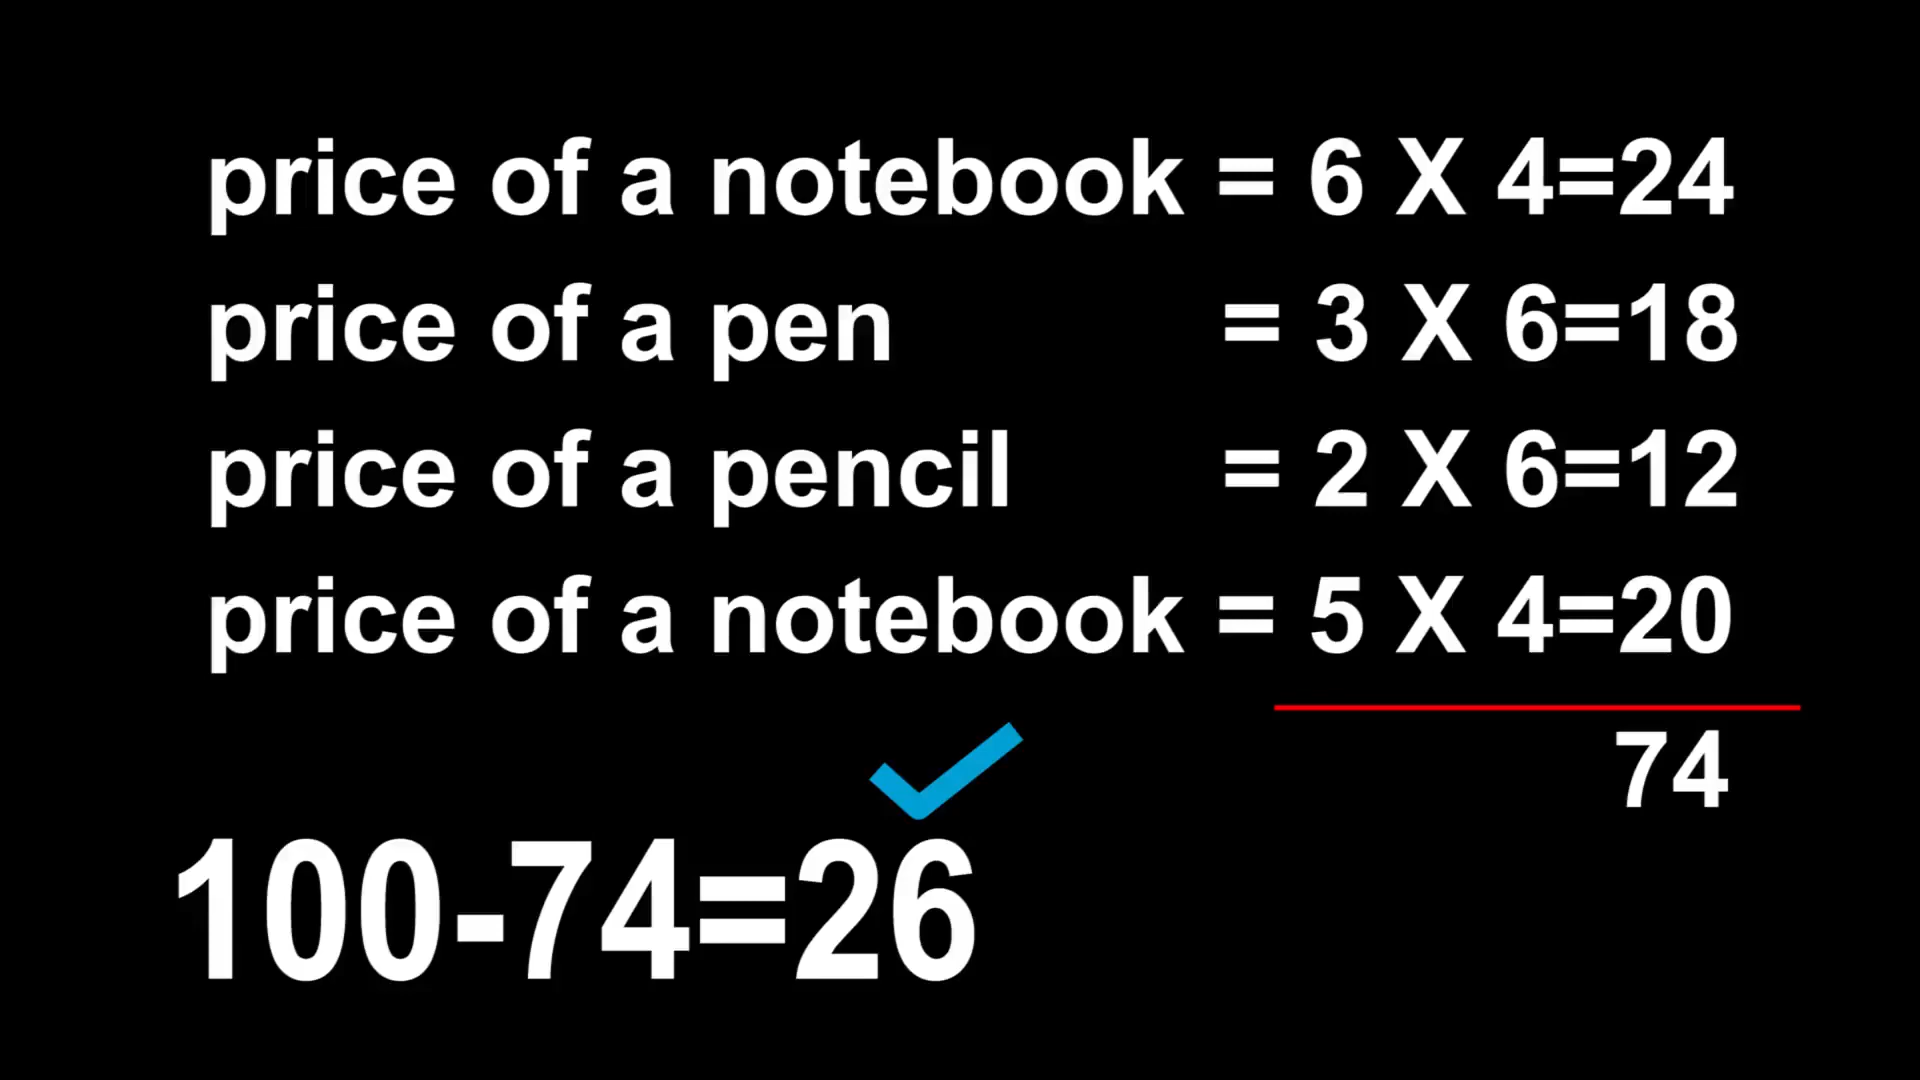 price of a notebook = 6 X 4=24
price of a pen = 3 X 6=18
price of a pencil = 2 X 6=12
price of a notebook = 5 X 4=20
74
100-74=26